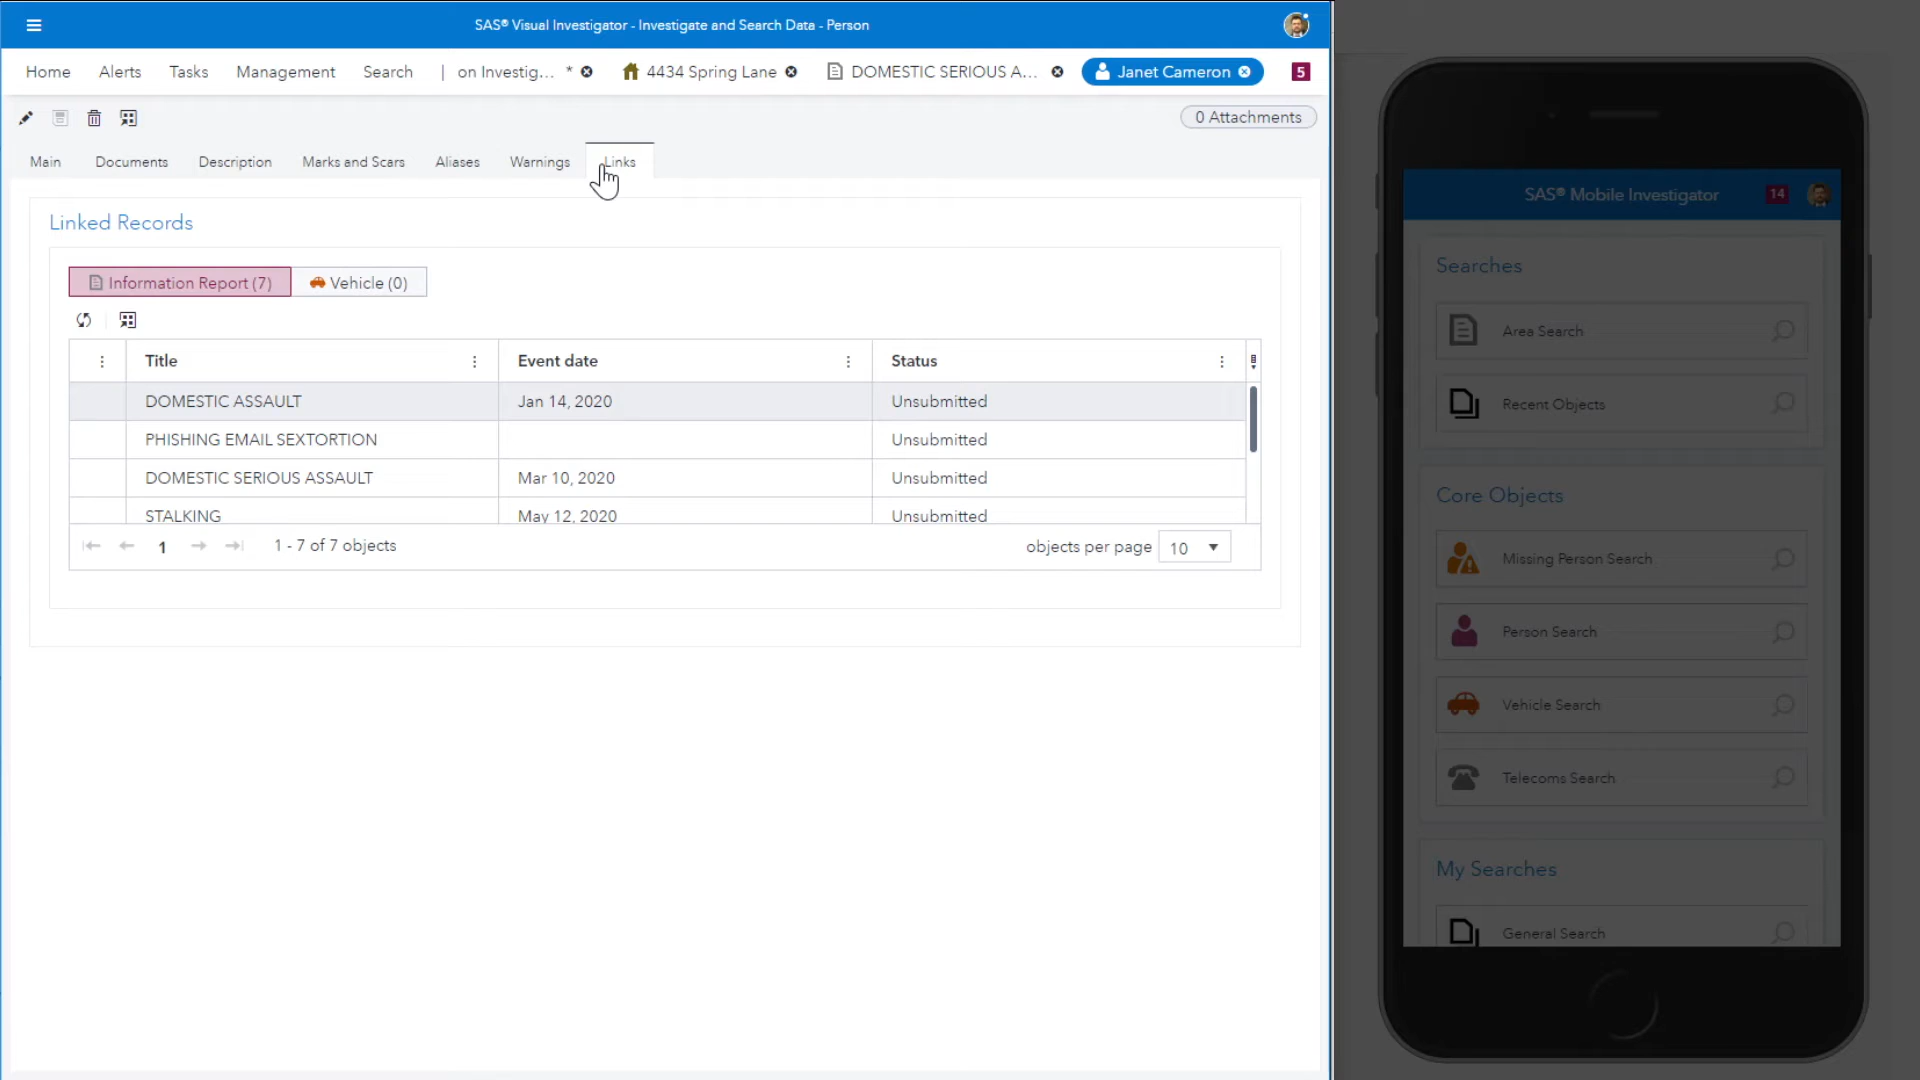 SAS® Visual Investigator - Investigate and Search Data - Person
Home Alerts Tasks Management Search | on Investig... * 4434 Spring Lane DOMESTIC SERIOUS A... Janet Cameron 5
0 Attachments
Main Documents Description Marks and Scars Aliases Warnings Links
Linked Records
Information Report (7) Vehicle (0)
Title Event date Status
DOMESTIC ASSAULT Jan 14, 2020 Unsubmitted
PHISHING EMAIL SEXTORTION Unsubmitted
DOMESTIC SERIOUS ASSAULT Mar 10, 2020 Unsubmitted
STALKING May 12, 2020 Unsubmitted
1 1 - 7 of 7 objects objects per page 10
SAS® Mobile Investigator 14
Searches
Area Search
Recent Objects
Core Objects
Missing Person Search
Person Search
Vehicle Search
Telecoms Search
My Searches
General Search